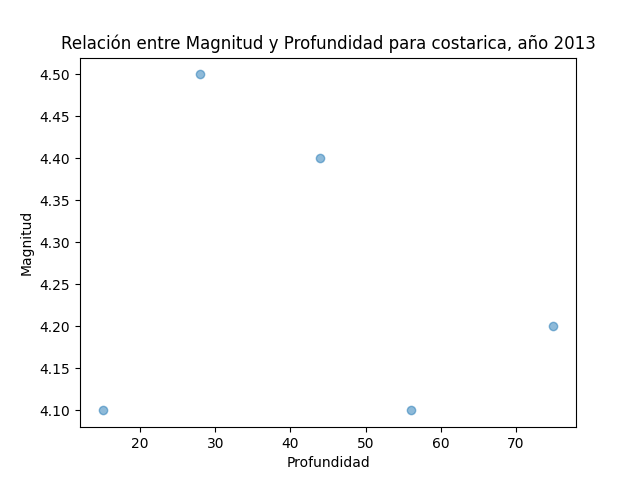 Relación entre Magnitud y Profundidad para costarica, año 2013
4.50
4.45
4.40
4.35
4.30
4.25
4.20
4.15
4.10
Magnitud
20 30 40 50 60 70
Profundidad